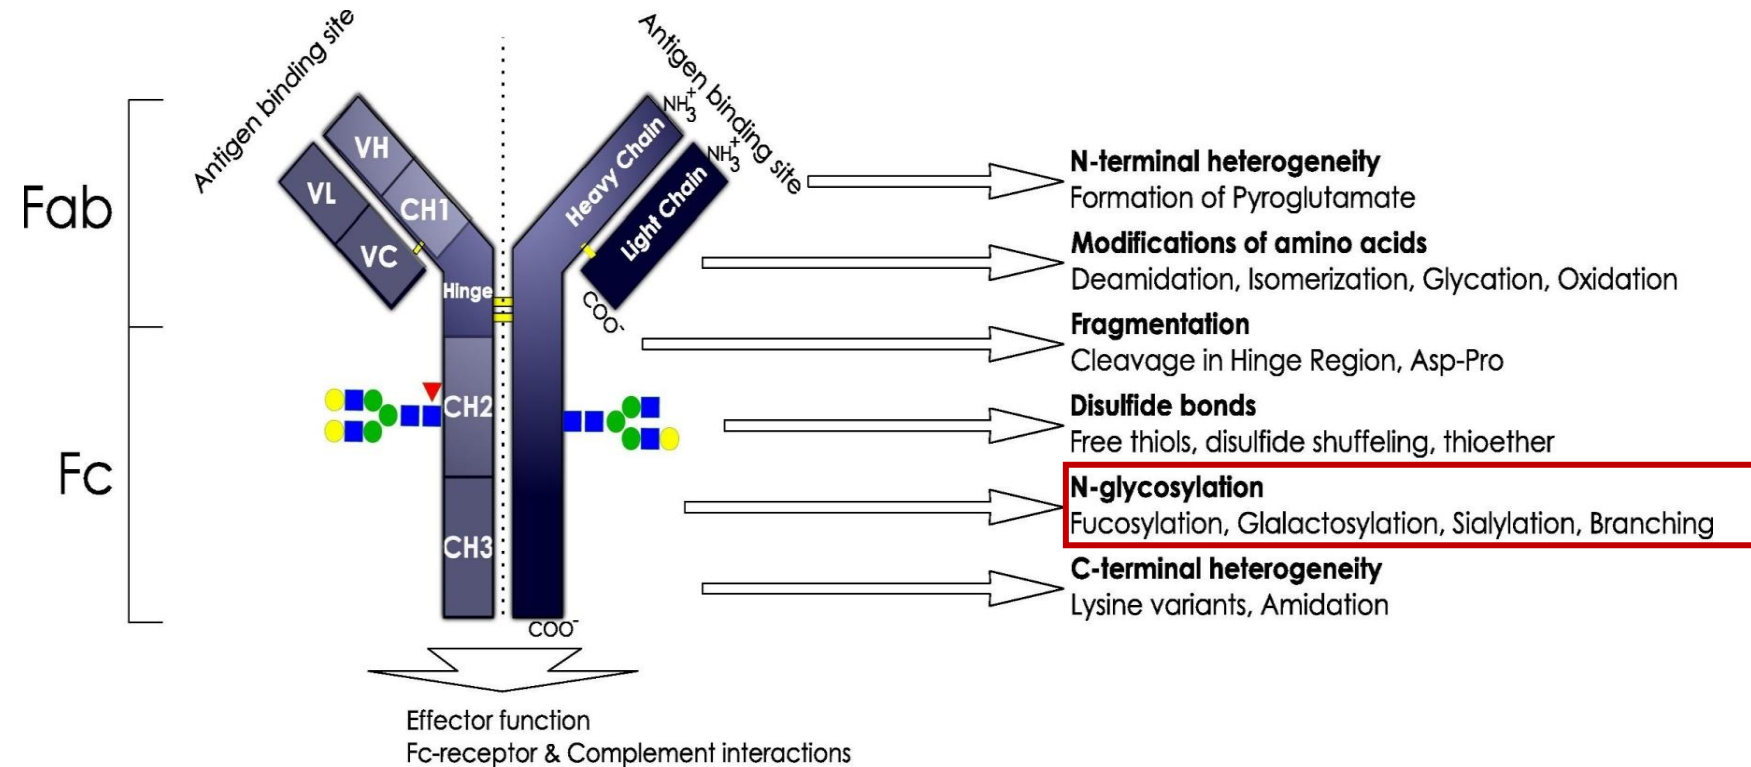 Antigen binding site
Antigen binding site
NH3+
NH3+
Fab
VH
VL
CH1
VC
Hinge
Heavy Chain
Light Chain
COO-
Fc
CH2
CH3
COO-
Effector function
Fc-receptor & Complement interactions
N-terminal heterogeneity
Formation of Pyroglutamate
Modifications of amino acids
Deamidation, Isomerization, Glycation, Oxidation
Fragmentation
Cleavage in Hinge Region, Asp-Pro
Disulfide bonds
Free thiols, disulfide shuffeling, thioether
N-glycosylation
Fucosylation, Glalactosylation, Sialylation, Branching
C-terminal heterogeneity
Lysine variants, Amidation